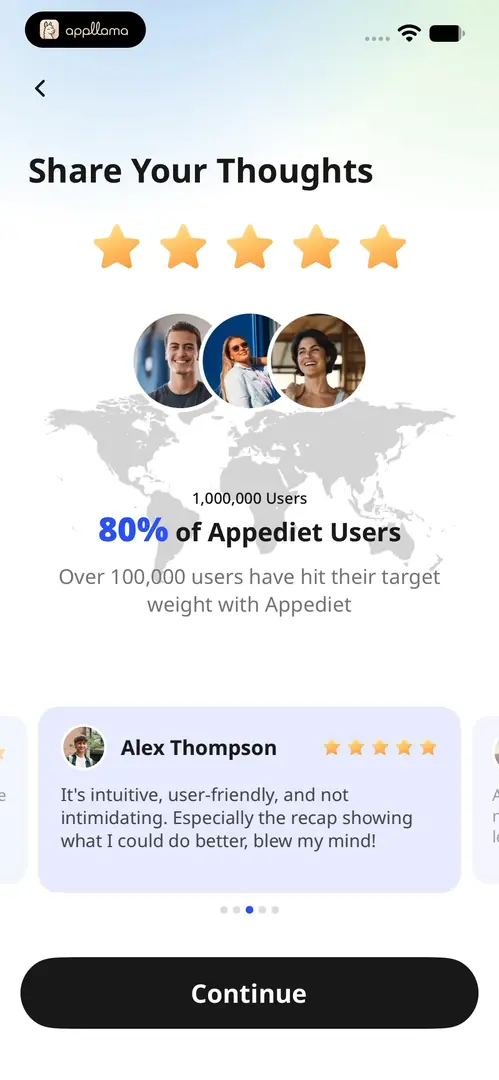 appllama
Share Your Thoughts
1,000,000 Users
80% of Appediet Users
Over 100,000 users have hit their target
weight with Appediet
Alex Thompson
It's intuitive, user-friendly, and not
intimidating. Especially the recap showing
what I could do better, blew my mind!
Continue